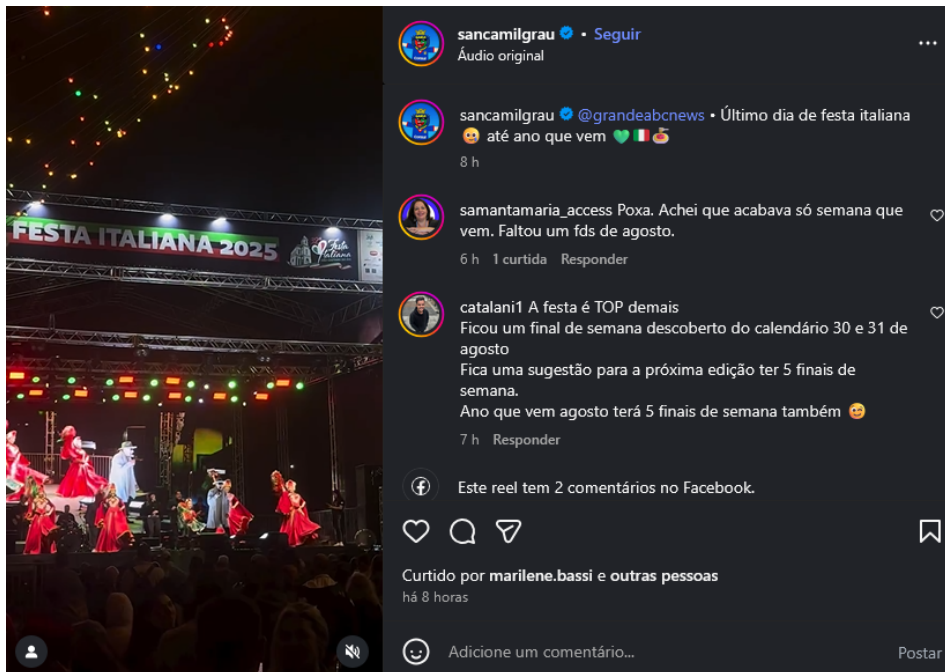 FESTA ITALIANA 2025
Festa
Italiana
sancamilgrau • Seguir
Áudio original
sancamilgrau @grandeabcnews • Último dia de festa italiana
😉 até ano que vem 💚🇮🇹🍝
8 h
samantamaria_access Poxa. Achei que acabava só semana que
vem. Faltou um fds de agosto.
6 h 1 curtida Responder
catalani1 A festa é TOP demais
Ficou um final de semana descoberto do calendário 30 e 31 de
agosto
Fica uma sugestão para a próxima edição ter 5 finais de
semana.
Ano que vem agosto terá 5 finais de semana também 😉
7 h Responder
Este reel tem 2 comentários no Facebook.
Curtido por marilene.bassi e outras pessoas
há 8 horas
Adicione um comentário...
Postar